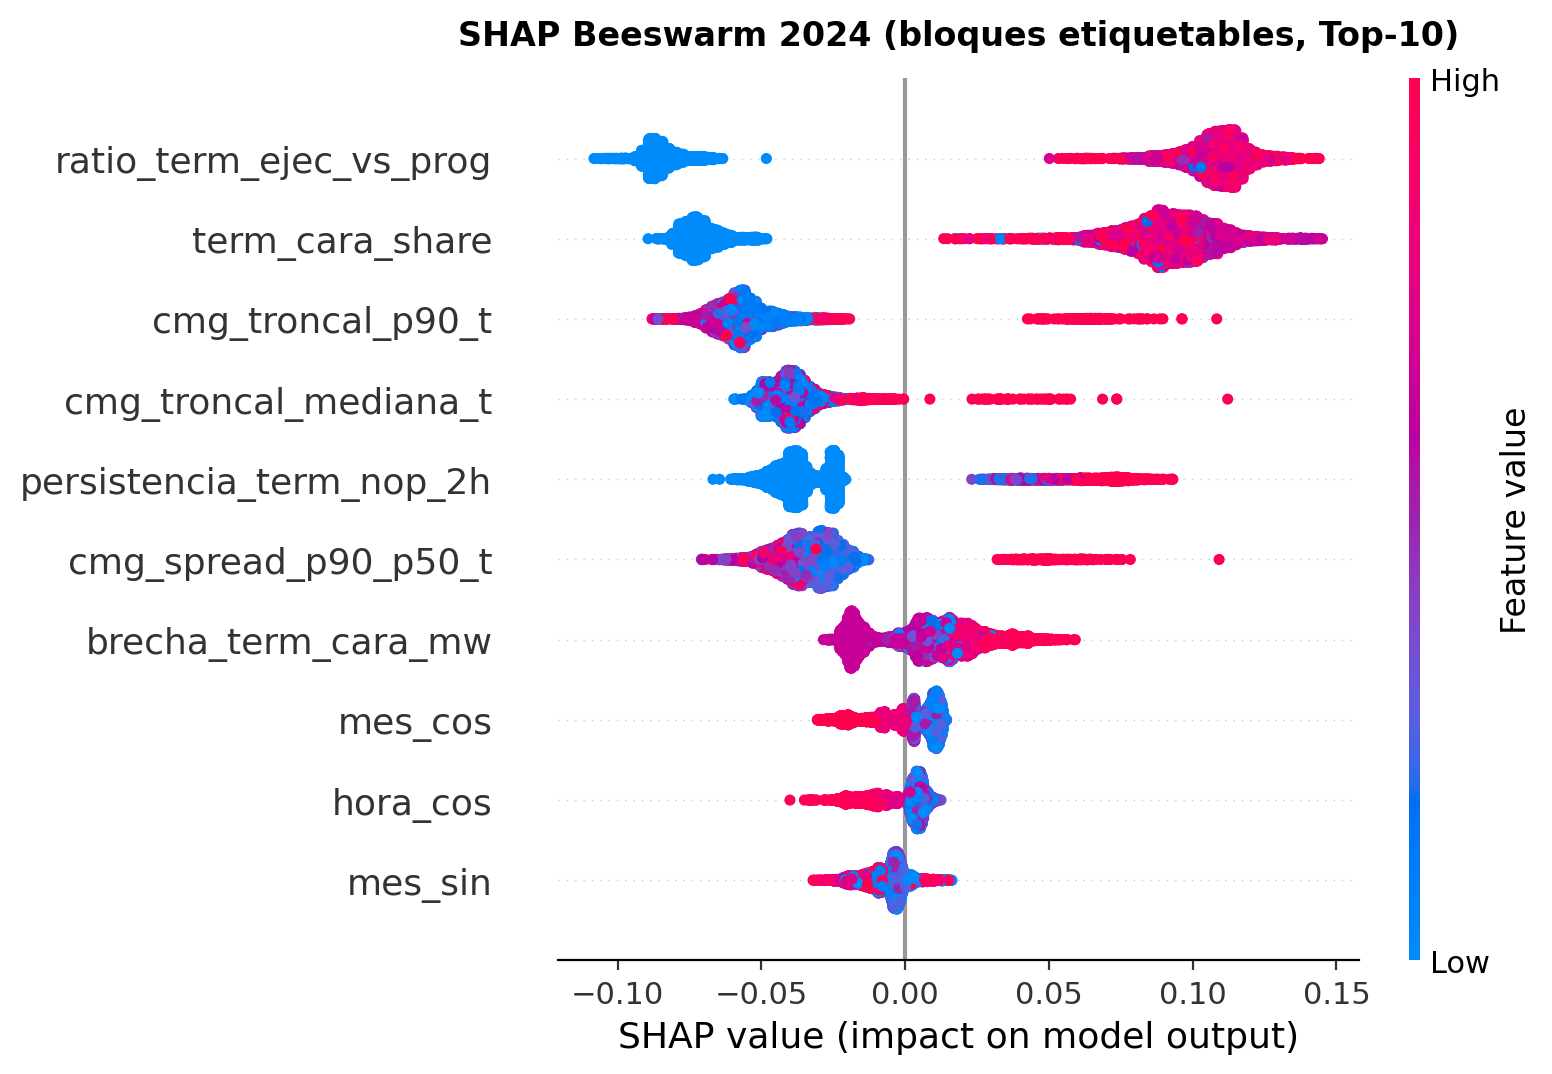 SHAP Beeswarm 2024 (bloques etiquetables, Top-10)
High
ratio_term_ejec_vs_prog
term_cara_share
cmg_troncal_p90_t
cmg_troncal_mediana_t
persistencia_term_nop_2h
cmg_spread_p90_p50_t
brecha_term_cara_mw
mes_cos
hora_cos
mes_sin
Feature value
Low
−0.10 −0.05 0.00 0.05 0.10 0.15
SHAP value (impact on model output)